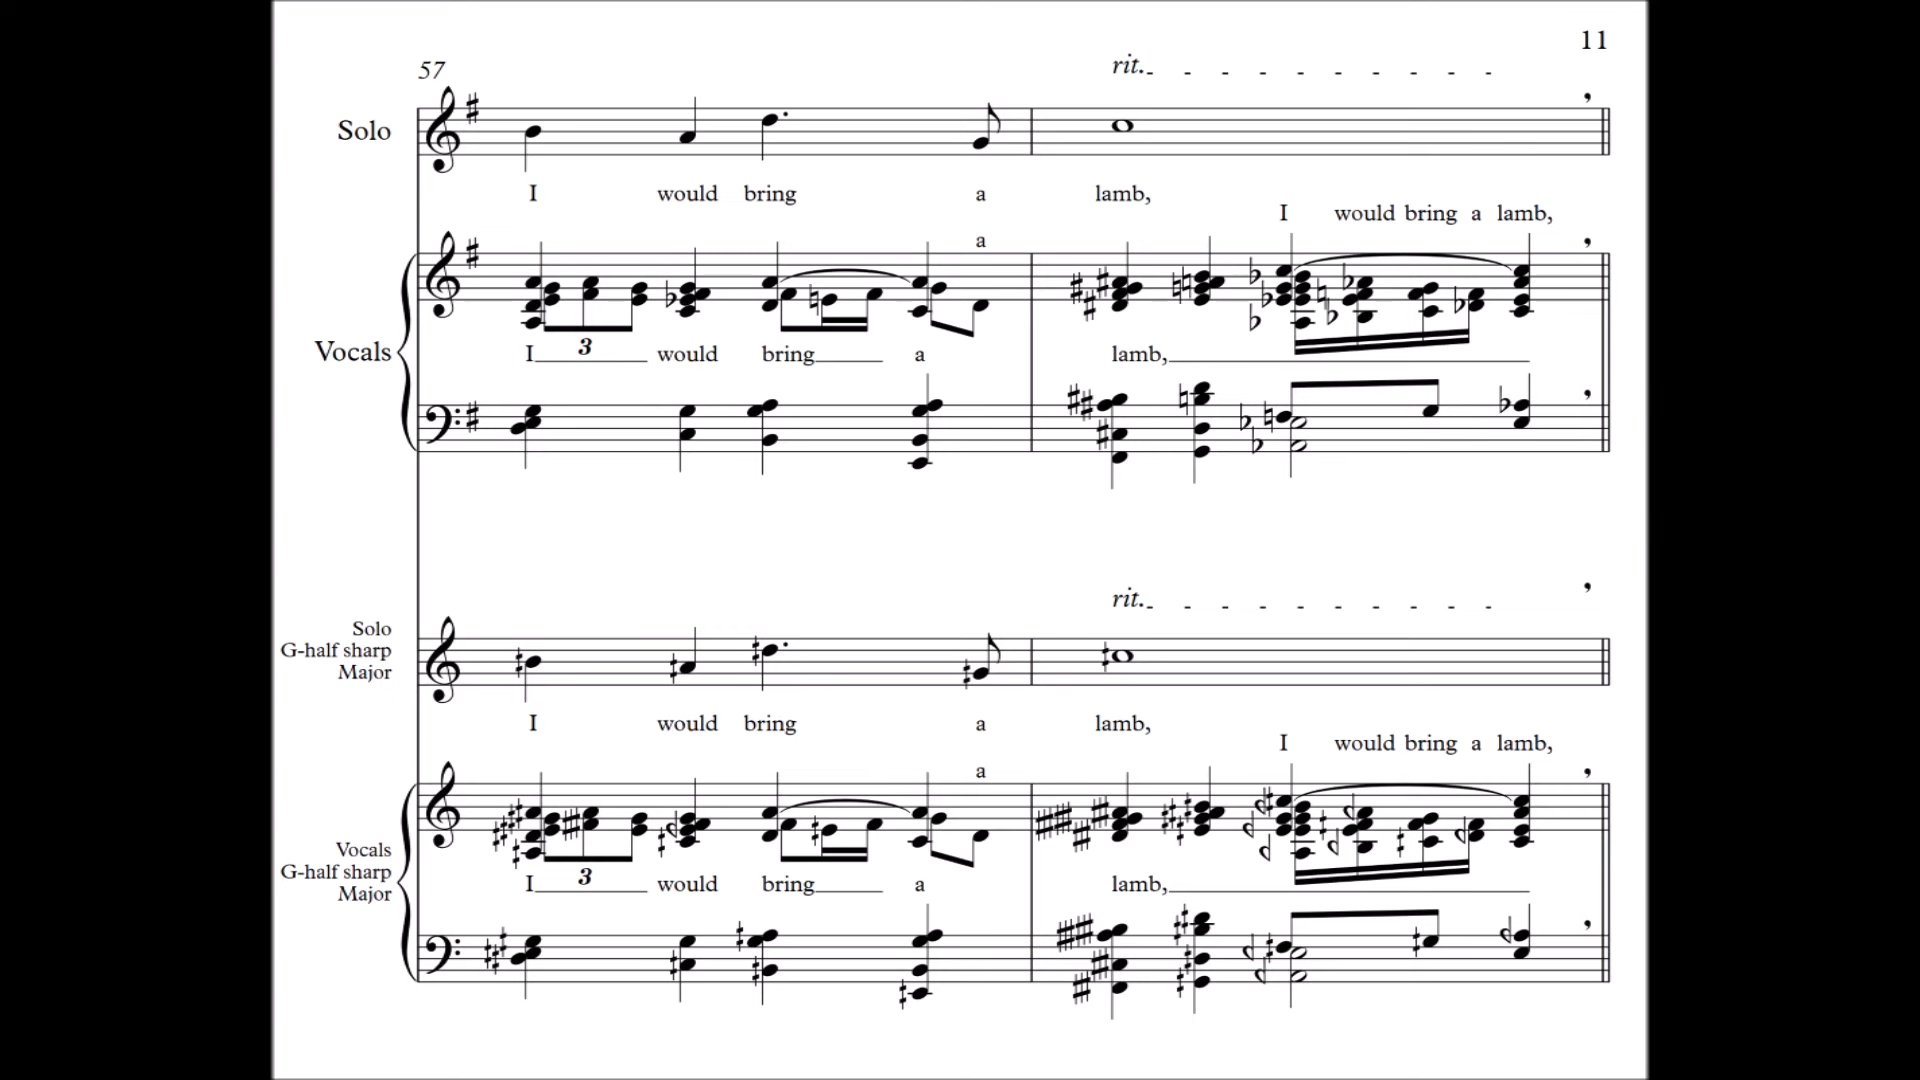 11
57
rit.
Solo
I would bring a lamb,
I would bring a lamb,
a
3
Vocals
I would bring a lamb,
rit.
Solo
G-half sharp
Major
I would bring a lamb,
I would bring a lamb,
a
3
Vocals
G-half sharp
Major
I would bring a lamb,